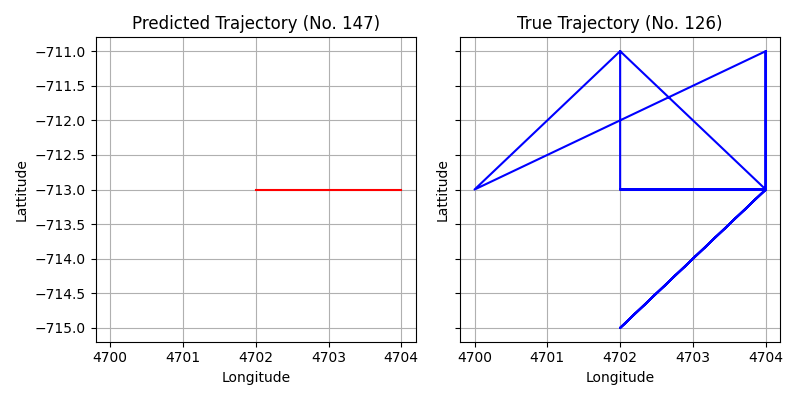 Predicted Trajectory (No. 147)
Lattitude
−711.0
−711.5
−712.0
−712.5
−713.0
−713.5
−714.0
−714.5
−715.0
4700 4701 4702 4703 4704
Longitude
True Trajectory (No. 126)
Lattitude
4700 4701 4702 4703 4704
Longitude